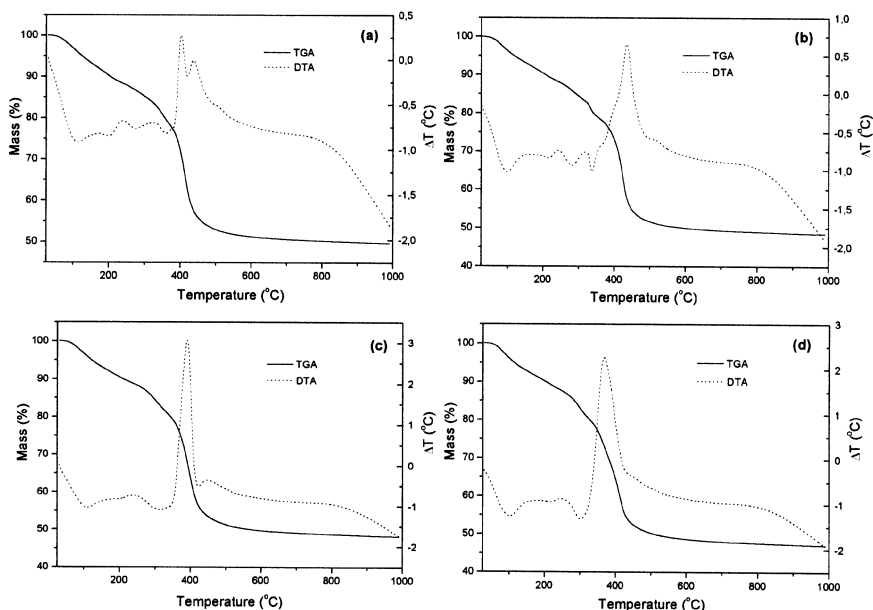 (a)
TGA
DTA
Mass (%)
100
90
80
70
60
50
0,5
0,0
-0,5
-1,0
-1,5
-2,0
ΔT (°C)
200 400 600 800 1000
Temperature (°C)
(b)
TGA
DTA
Mass (%)
100
90
80
70
60
50
40
1,0
0,5
0,0
-0,5
-1,0
-1,5
-2,0
ΔT (°C)
200 400 600 800 1000
Temperature (°C)
(c)
TGA
DTA
Mass (%)
100
90
80
70
60
50
40
3
2
1
0
-1
-2
ΔT (°C)
200 400 600 800 1000
Temperature (°C)
(d)
TGA
DTA
Mass (%)
100
90
80
70
60
50
40
3
2
1
0
-1
-2
ΔT (°C)
200 400 600 800 1000
Temperature (°C)